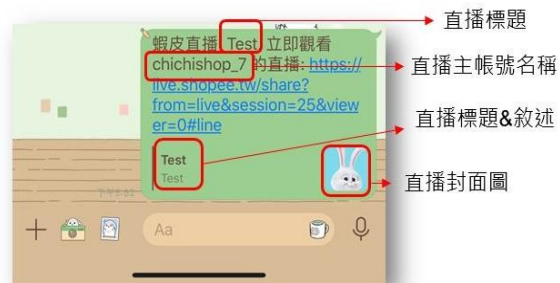 直播標題
蝦皮直播: Test, 立即觀看
chichishop_7 的直播: https://
live.shopee.tw/share?
from=live&session=25&view
er=0#line
直播主帳號名稱
直播標題&敘述
Test
Test
直播封面圖
Aa